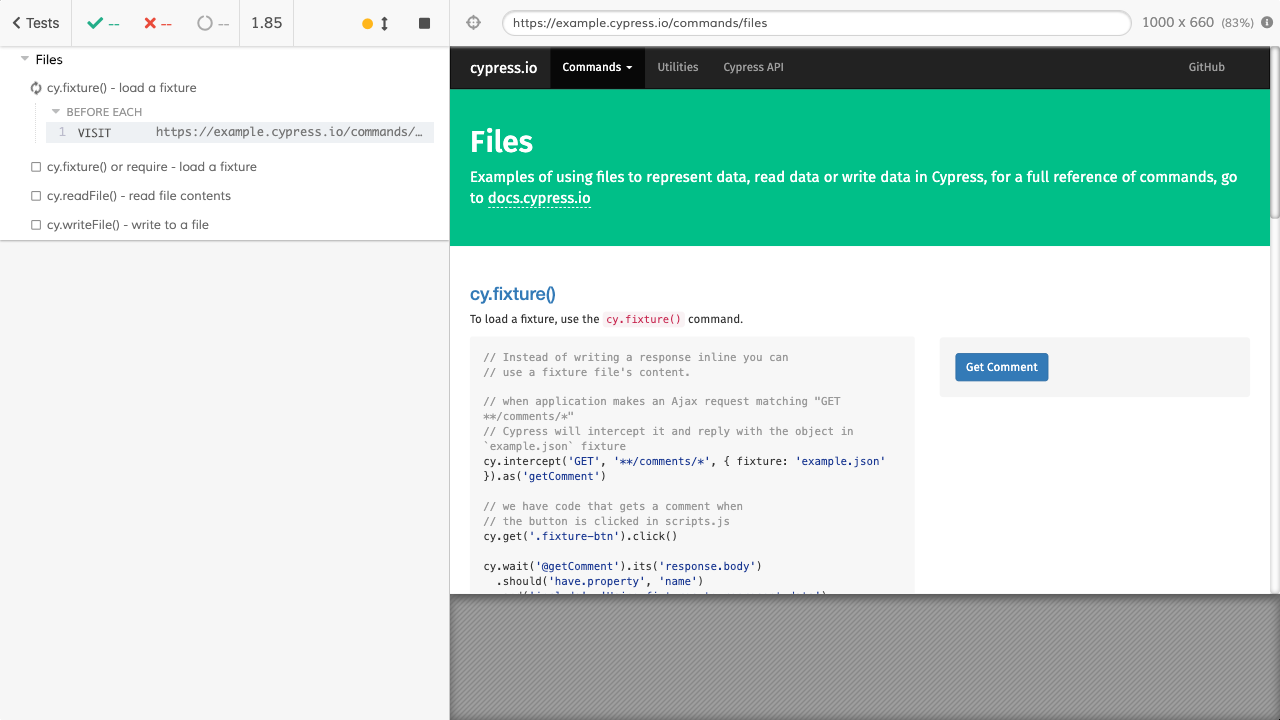 Tests
--
--
--
1.85
https://example.cypress.io/commands/files
1000 x 660 (83%)
Files
cy.fixture() - load a fixture
BEFORE EACH
1 VISIT https://example.cypress.io/commands/…
cy.fixture() or require - load a fixture
cy.readFile() - read file contents
cy.writeFile() - write to a file
cypress.io
Commands
Utilities
Cypress API
GitHub
Files
Examples of using files to represent data, read data or write data in Cypress, for a full reference of commands, go
to docs.cypress.io
cy.fixture()
To load a fixture, use the cy.fixture() command.
// Instead of writing a response inline you can
// use a fixture file's content.
// when application makes an Ajax request matching "GET
**/comments/*"
// Cypress will intercept it and reply with the object in
`example.json` fixture
cy.intercept('GET', '**/comments/*', { fixture: 'example.json'
}).as('getComment')
// we have code that gets a comment when
// the button is clicked in scripts.js
cy.get('.fixture-btn').click()
cy.wait('@getComment').its('response.body')
.should('have.property', 'name')
Get Comment